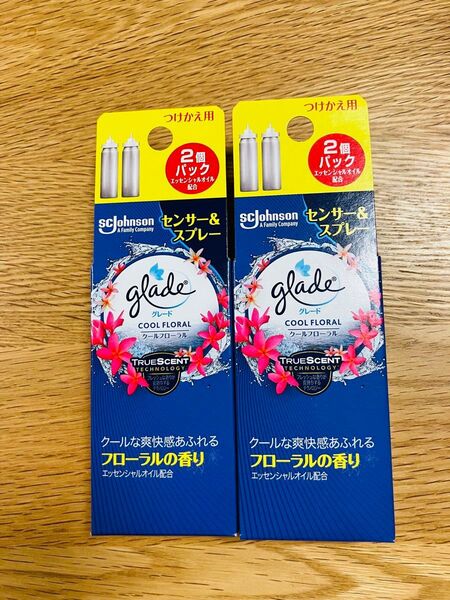 つけかえ用
2個
パック
エッセンシャルオイル
配合
SCJohnson
A Family Company
センサー&
スプレー
glade®
グレード
COOL FLORAL
クールフローラル
TRUESCENT
TECHNOLOGY
クールな爽快感あふれる
フローラルの香り
エッセンシャルオイル配合
つけかえ用
2個
パック
エッセンシャルオイル
配合
SCJohnson
A Family Company
センサー&
スプレー
glade®
グレード
COOL FLORAL
クールフローラル
TRUESCENT
TECHNOLOGY
クールな爽快感あふれる
フローラルの香り
エッセンシャルオイル配合